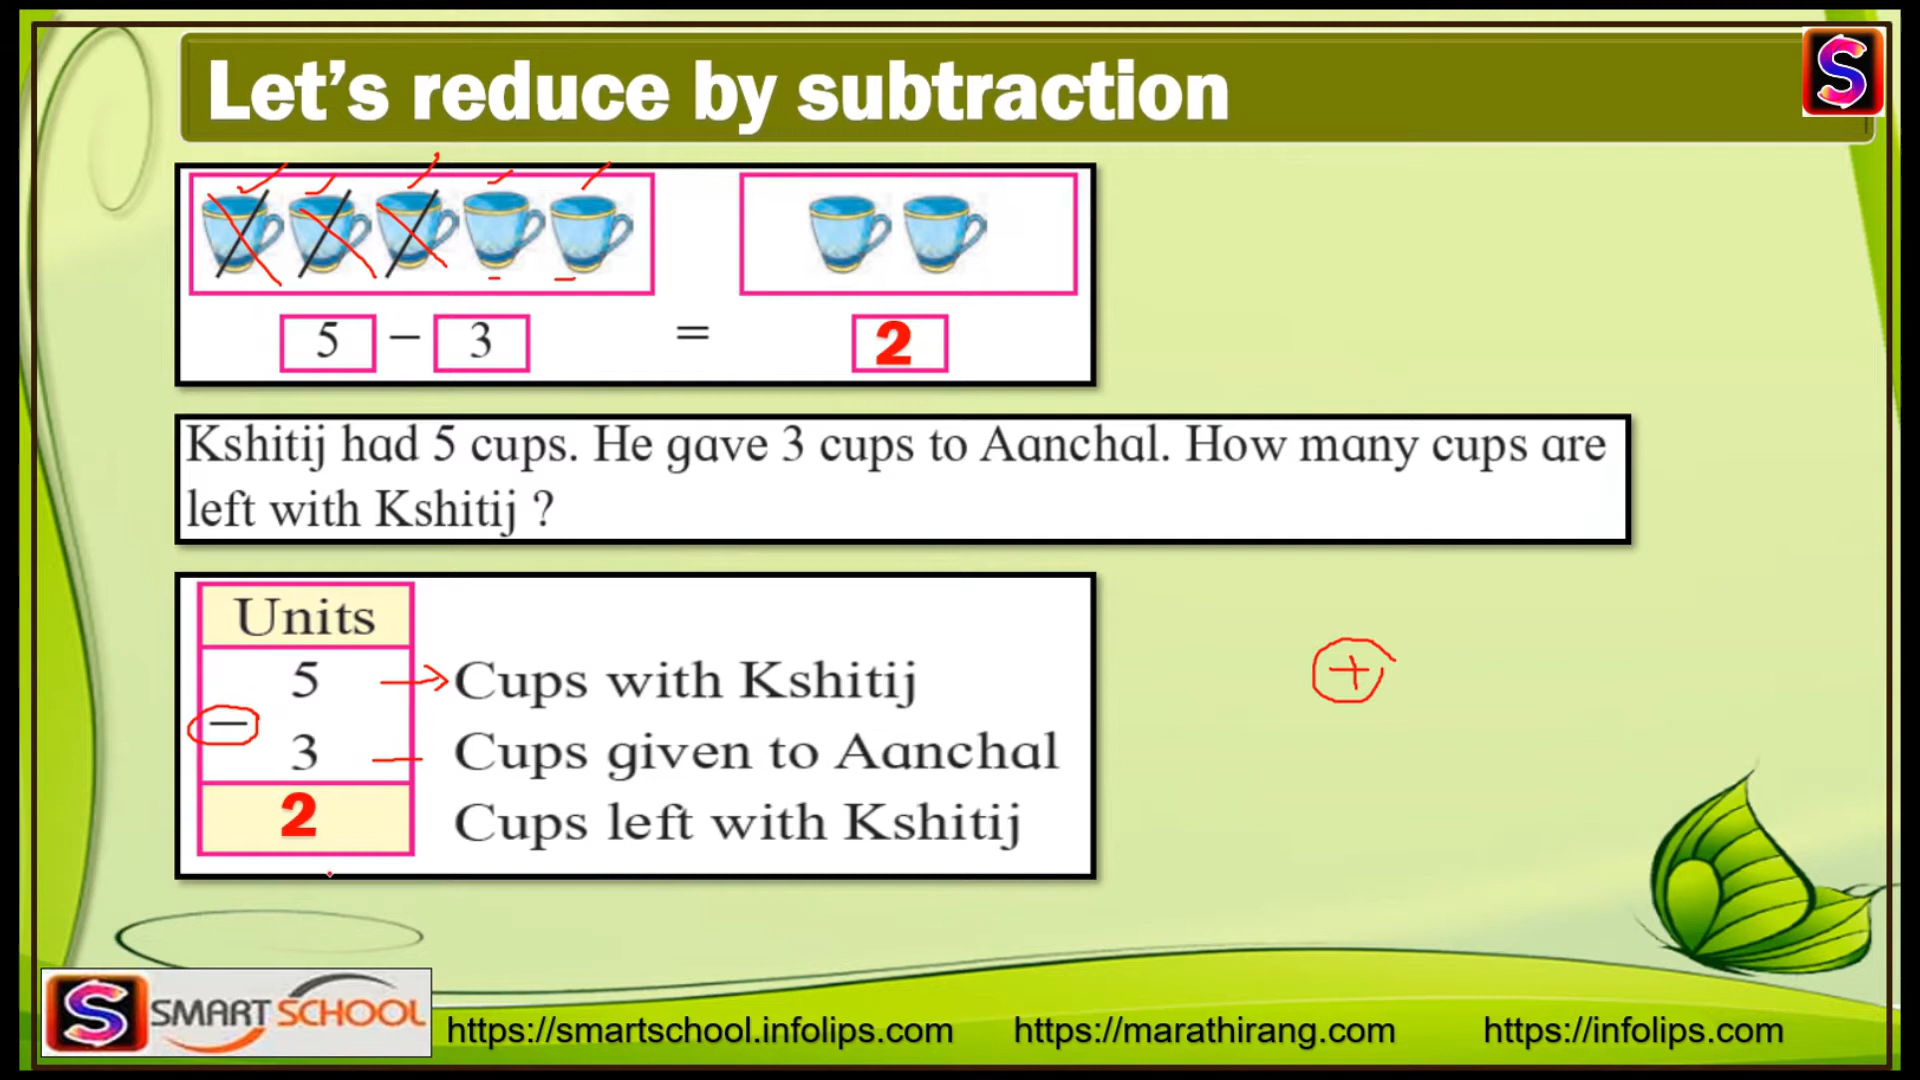 Let's reduce by subtraction
S
5 − 3 = 2
Kshitij had 5 cups. He gave 3 cups to Aanchal. How many cups are
left with Kshitij ?
Units
5 Cups with Kshitij
−
3 Cups given to Aanchal
2 Cups left with Kshitij
+
S SMART SCHOOL
https://smartschool.infolips.com https://marathirang.com https://infolips.com